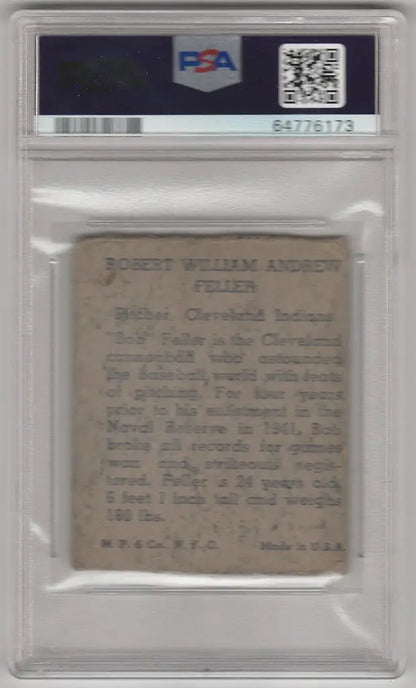 PSA
64776173
ROBERT WILLIAM ANDREW
FELLER
Pitcher, Cleveland Indians
"Bob" Feller is the Cleveland
cannonball who astounded
the baseball world with feats
of pitching. For four years
prior to his enlistment in the
Naval Reserve in 1941, Bob
broke all records for games
won and strikeouts regis-
tered. Feller is 24 years old,
6 feet 1 inch tall and weighs
180 lbs.
M. P. & Co., N. Y., C. Made in U.S.A.